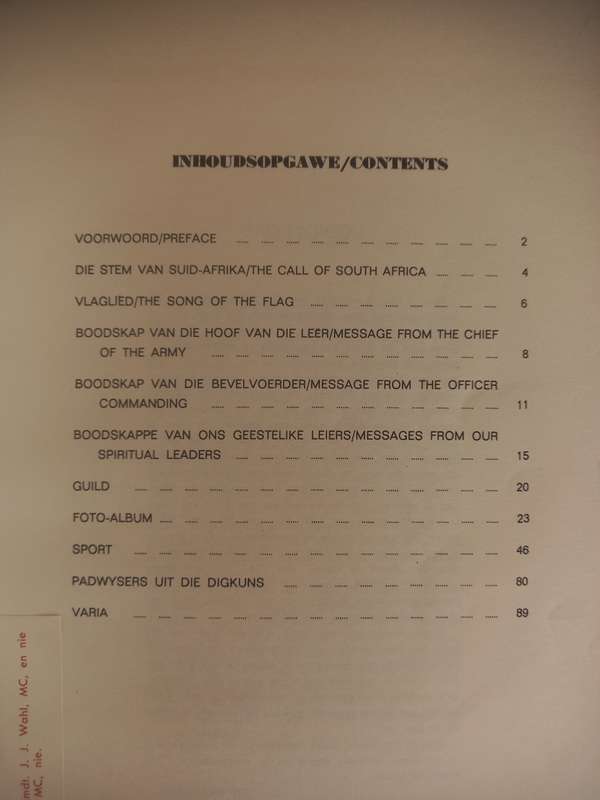 INHOUDSOPGAWE/CONTENTS
VOORWOORD/PREFACE .... .... .... .... .... .... .... .... .... .... .... 2
DIE STEM VAN SUID-AFRIKA/THE CALL OF SOUTH AFRICA .... .... .... 4
VLAGLIED/THE SONG OF THE FLAG .... .... .... .... .... .... .... .... 6
BOODSKAP VAN DIE HOOF VAN DIE LEËR/MESSAGE FROM THE CHIEF
OF THE ARMY .... .... .... .... .... .... .... .... .... .... .... .... 8
BOODSKAP VAN DIE BEVELVOERDER/MESSAGE FROM THE OFFICER
COMMANDING .... .... .... .... .... .... .... .... .... .... .... .... 11
BOODSKAPPE VAN ONS GEESTELIKE LEIERS/MESSAGES FROM OUR
SPIRITUAL LEADERS .... .... .... .... .... .... .... .... .... .... .... 15
GUILD .... .... .... .... .... .... .... .... .... .... .... .... .... .... .... 20
FOTO-ALBUM .... .... .... .... .... .... .... .... .... .... .... .... .... .... 23
SPORT .... .... .... .... .... .... .... .... .... .... .... .... .... .... .... 46
PADWYSERS UIT DIE DIGKUNS .... .... .... .... .... .... .... .... .... 80
VARIA .... .... .... .... .... .... .... .... .... .... .... .... .... .... .... 89
mdt. J. J. Wahl, MC, en nie
MC, nie.